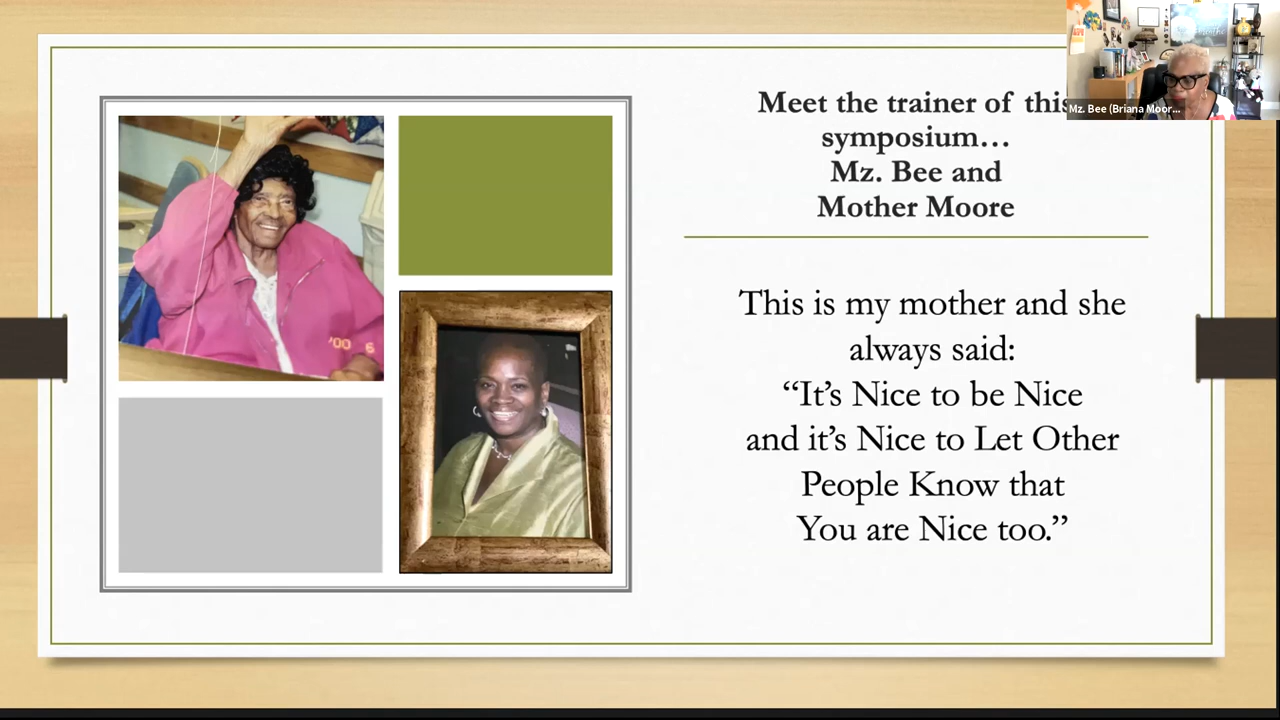 Meet the trainer of this
symposium…
Mz. Bee and
Mother Moore
This is my mother and she
always said:
“It’s Nice to be Nice
and it’s Nice to Let Other
People Know that
You are Nice too.”
Mz. Bee (Briana Moor...
'00 6